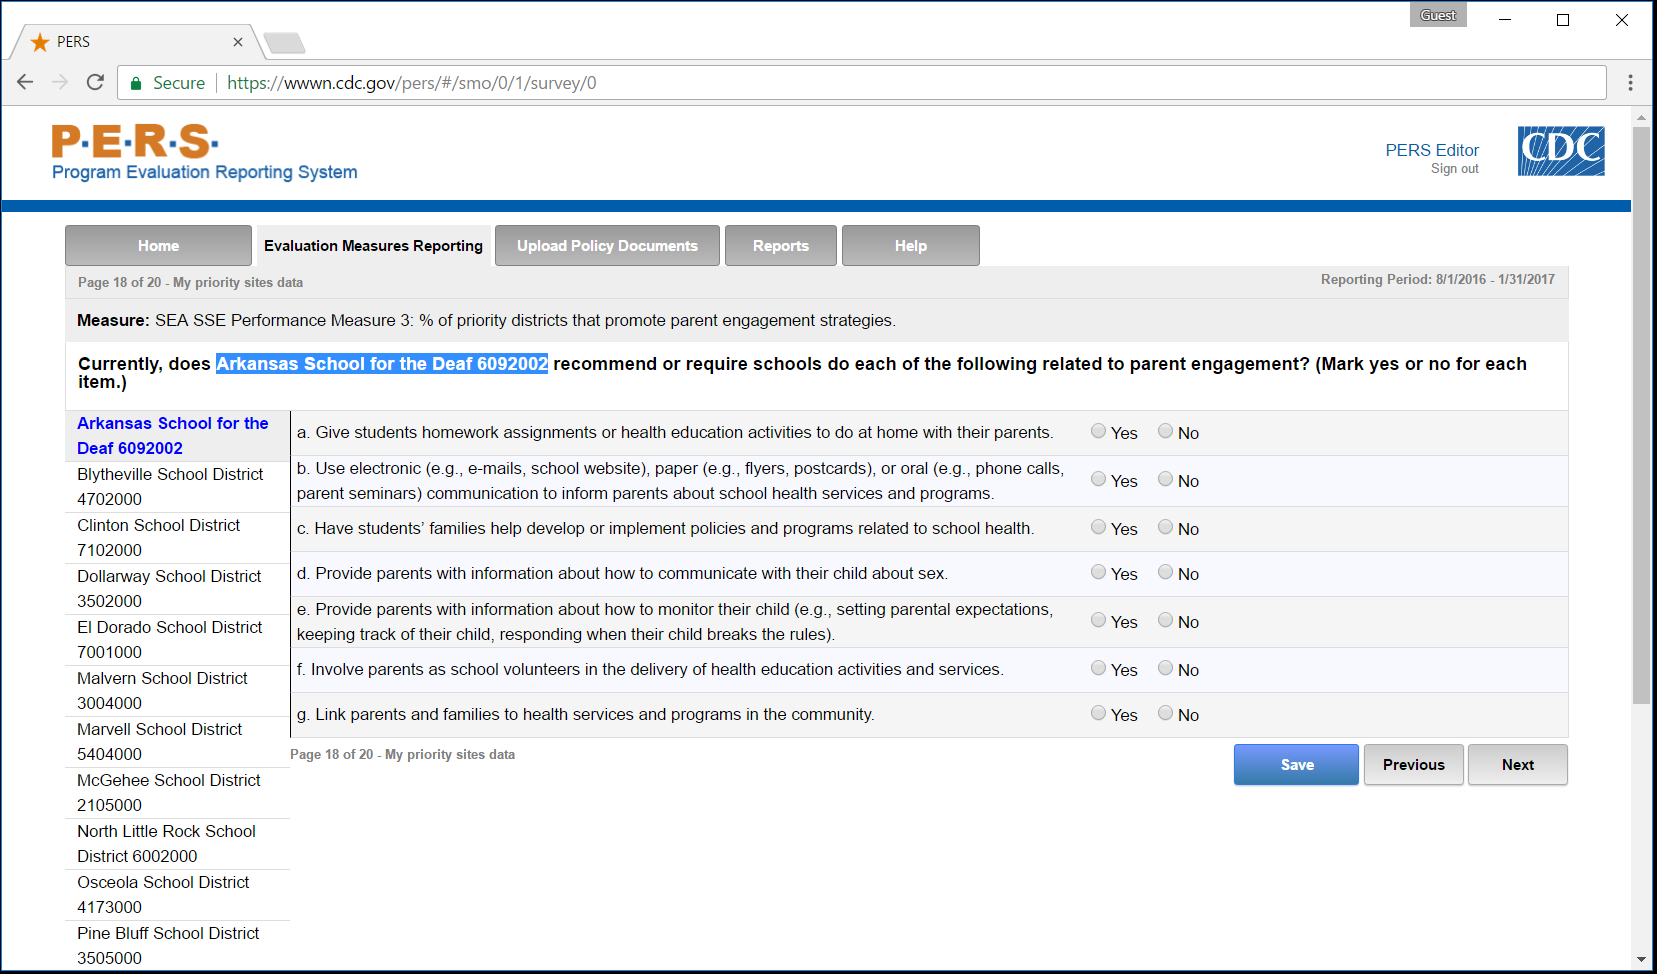 Guest
PERS
Secure
https://wwwn.cdc.gov/pers/#/smo/0/1/survey/0
P·E·R·S·
Program Evaluation Reporting System
PERS Editor
Sign out
CDC
Home
Evaluation Measures Reporting
Upload Policy Documents
Reports
Help
Page 18 of 20 - My priority sites data
Reporting Period: 8/1/2016 - 1/31/2017
Measure: SEA SSE Performance Measure 3: % of priority districts that promote parent engagement strategies.
Currently, does Arkansas School for the Deaf 6092002 recommend or require schools do each of the following related to parent engagement? (Mark yes or no for each
item.)
Arkansas School for the
Deaf 6092002
Blytheville School District
4702000
Clinton School District
7102000
Dollarway School District
3502000
El Dorado School District
7001000
Malvern School District
3004000
Marvell School District
5404000
McGehee School District
2105000
North Little Rock School
District 6002000
Osceola School District
4173000
Pine Bluff School District
3505000
a. Give students homework assignments or health education activities to do at home with their parents. Yes No
b. Use electronic (e.g., e-mails, school website), paper (e.g., flyers, postcards), or oral (e.g., phone calls,
parent seminars) communication to inform parents about school health services and programs. Yes No
c. Have students’ families help develop or implement policies and programs related to school health. Yes No
d. Provide parents with information about how to communicate with their child about sex. Yes No
e. Provide parents with information about how to monitor their child (e.g., setting parental expectations,
keeping track of their child, responding when their child breaks the rules). Yes No
f. Involve parents as school volunteers in the delivery of health education activities and services. Yes No
g. Link parents and families to health services and programs in the community. Yes No
Page 18 of 20 - My priority sites data
Save
Previous
Next